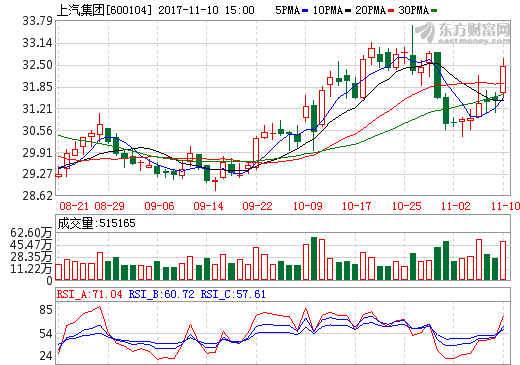 上汽集团[600104] 2017-11-10 15:00 5PMA 10PMA 20PMA 30PMA
东方财富网
eastmoney.com
33.79
33.14
32.50
31.85
31.21
30.56
29.91
29.27
28.62
08-21 08-29 09-06 09-14 09-22 10-09 10-17 10-25 11-02 11-10
成交量:515165
62.60万
45.47万
28.35万
11.22万
0
RSI_A:71.04 RSI_B:60.72 RSI_C:57.61
85
54
24